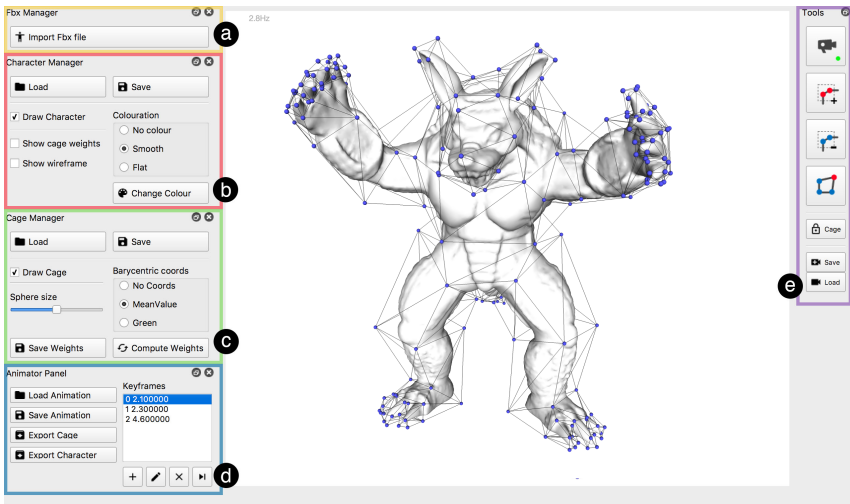 Fbx Manager
Import Fbx file
a
Character Manager
Load
Save
Draw Character
Show cage weights
Show wireframe
Colouration
No colour
Smooth
Flat
Change Colour
b
Cage Manager
Load
Save
Draw Cage
Sphere size
Barycentric coords
No Coords
MeanValue
Green
Save Weights
Compute Weights
c
Animator Panel
Load Animation
Save Animation
Export Cage
Export Character
Keyframes
0 2.100000
1 2.300000
2 4.600000
d
2,8Hz
Tools
Cage
Save
Load
e